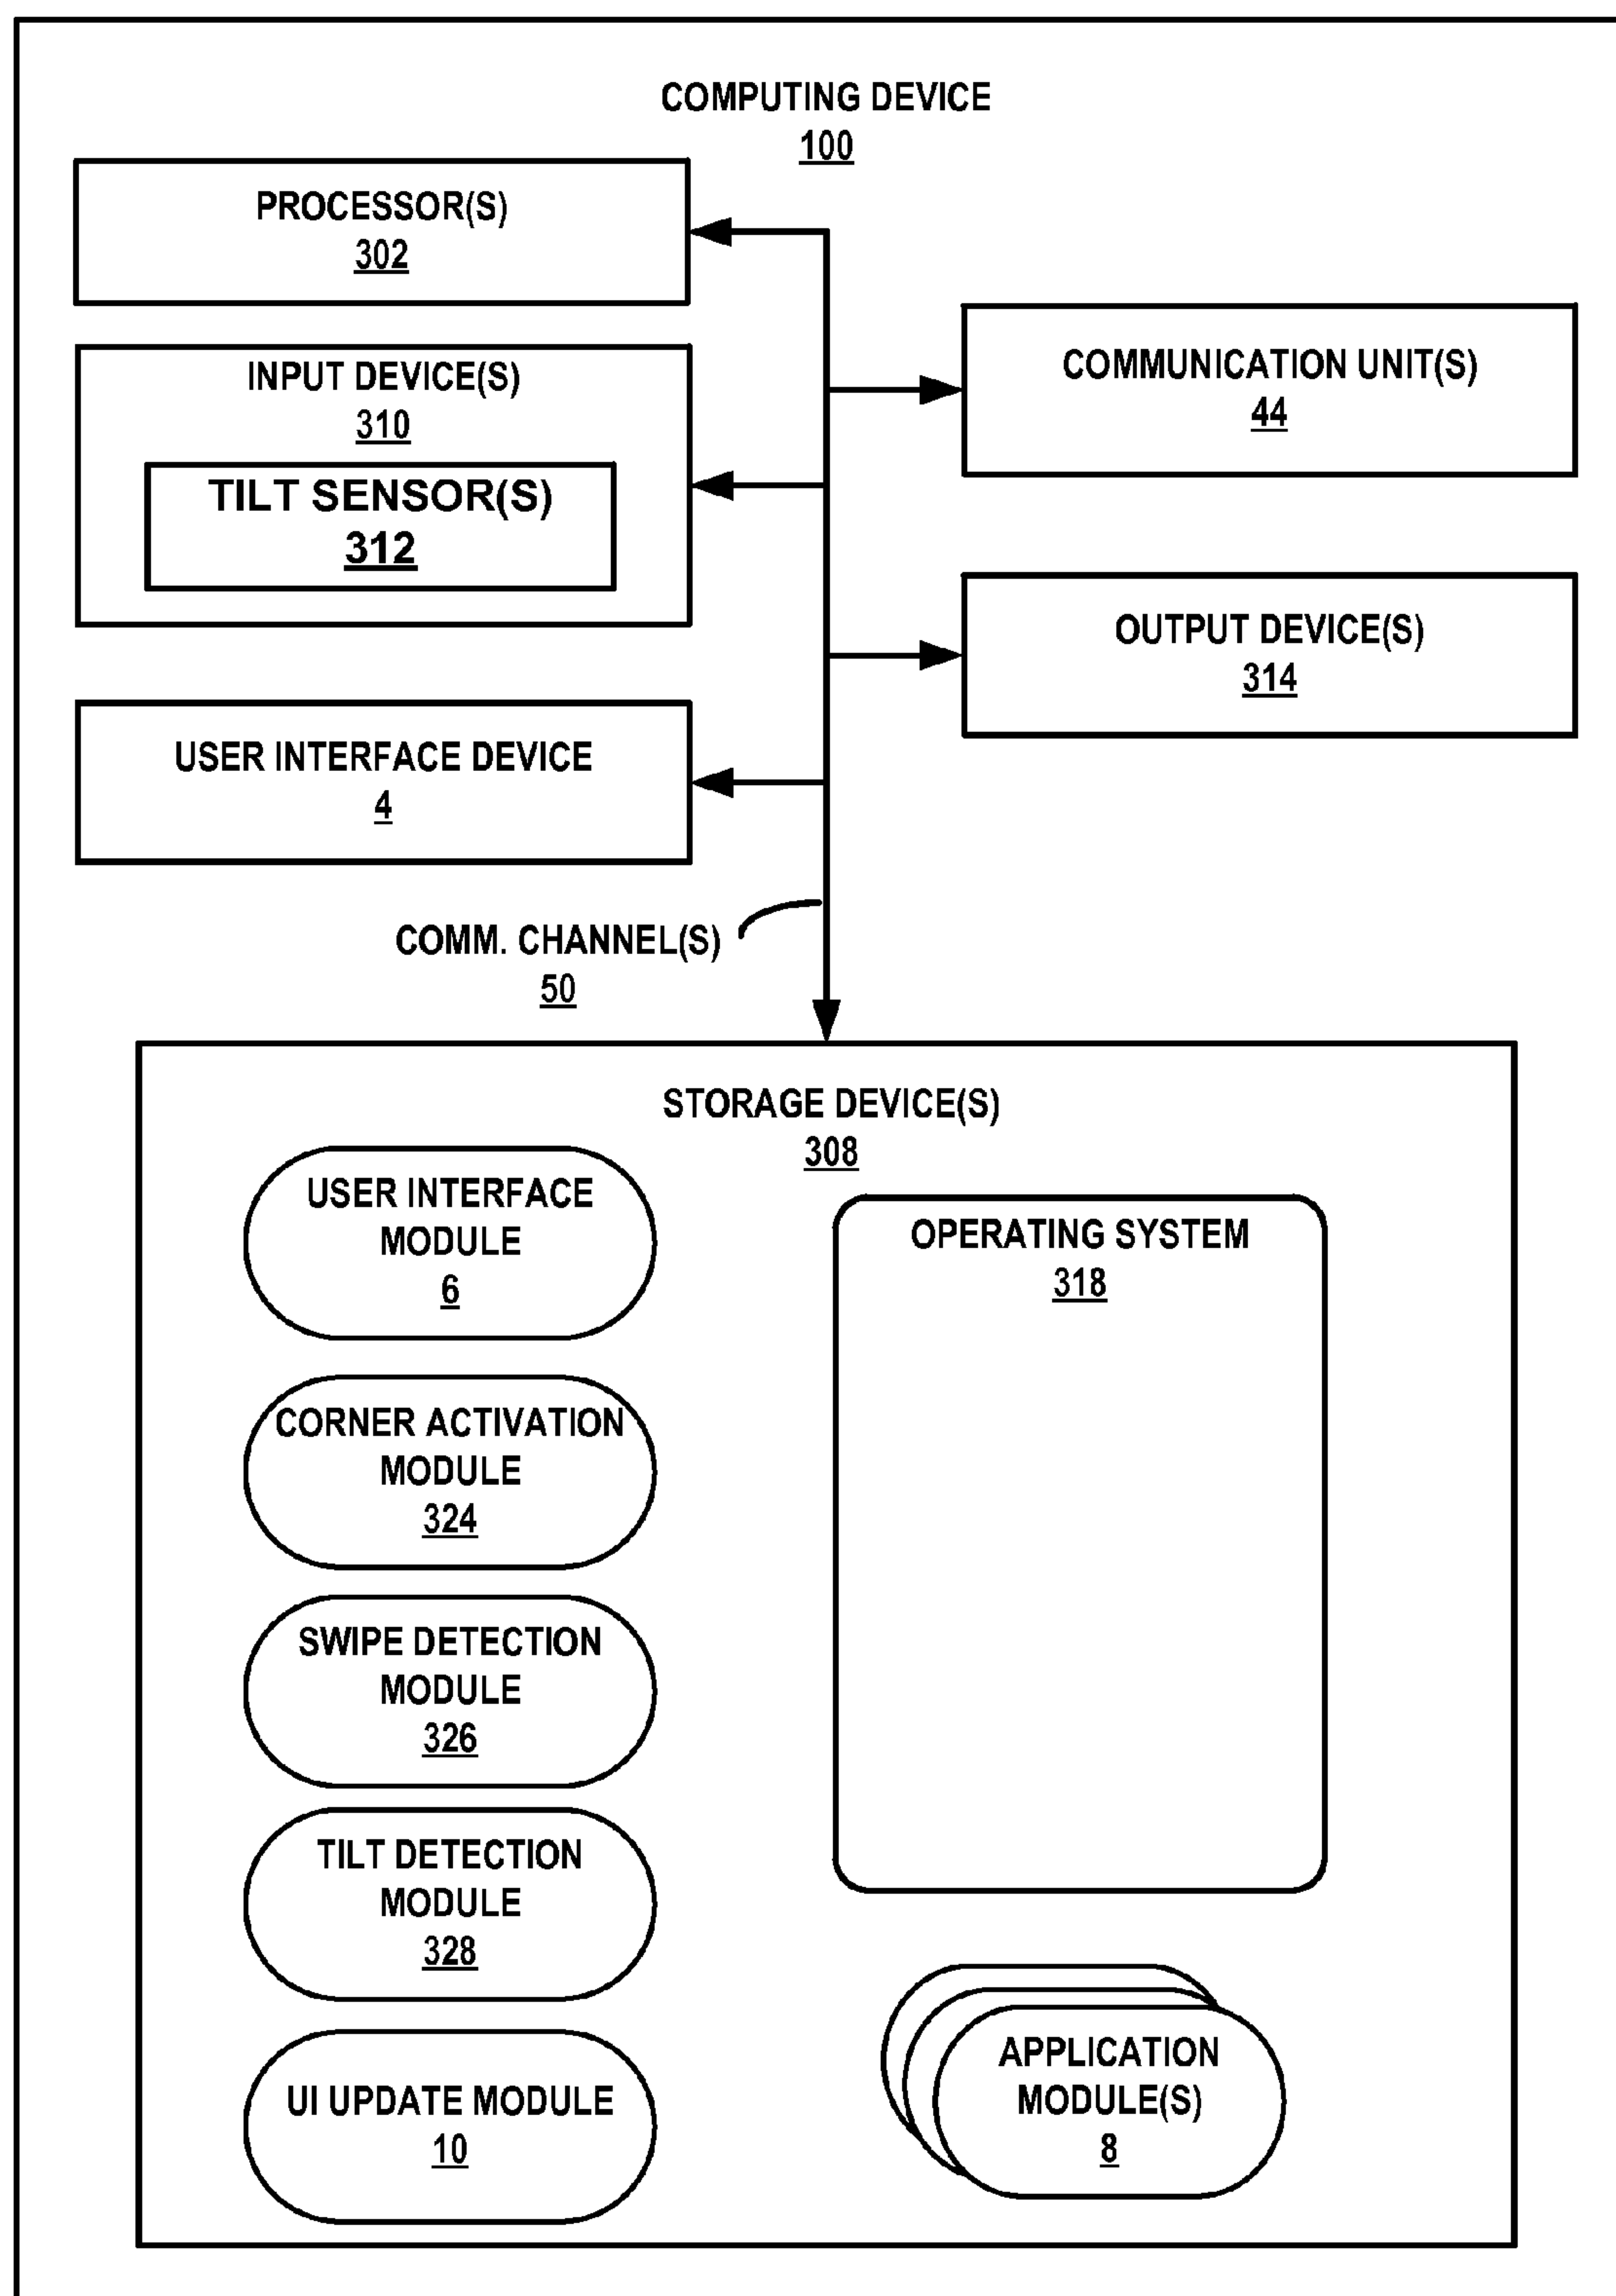 COMPUTING DEVICE
100
PROCESSOR(S)
302
INPUT DEVICE(S)
310
TILT SENSOR(S)
312
USER INTERFACE DEVICE
4
COMMUNICATION UNIT(S)
44
OUTPUT DEVICE(S)
314
COMM. CHANNEL(S)
50
STORAGE DEVICE(S)
308
USER INTERFACE
MODULE
6
CORNER ACTIVATION
MODULE
324
SWIPE DETECTION
MODULE
326
TILT DETECTION
MODULE
328
UI UPDATE MODULE
10
OPERATING SYSTEM
318
APPLICATION
MODULE(S)
8